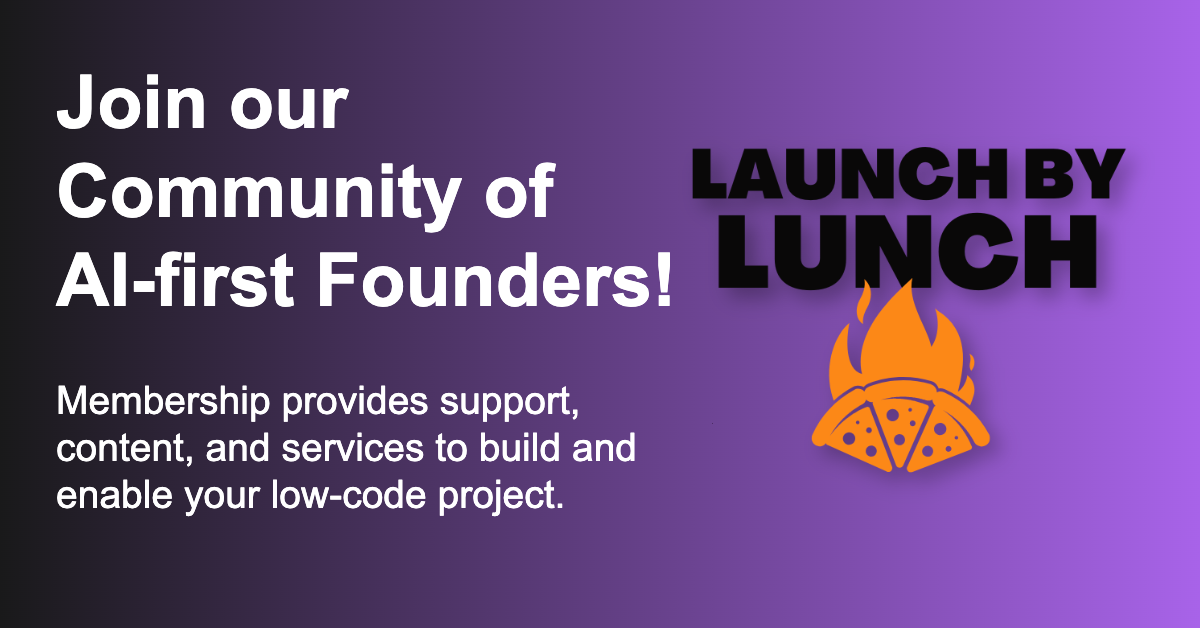 Join our
Community of
AI-first Founders!
Membership provides support,
content, and services to build and
enable your low-code project.
LAUNCH BY
LUNCH